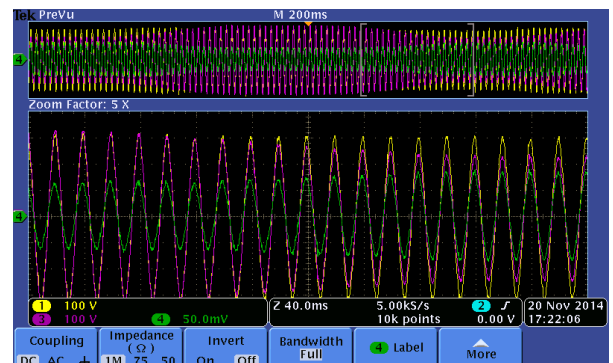 Tek PreVu M 200ms
4
Zoom Factor: 5 X
4
1 100 V
3 100 V 4 50.0mV
Z 40.0ms 5.00kS/s 2
10k points 0.00 V
20 Nov 2014
17:22:06
Coupling
DC AC
Impedance
(Ω)
1M 75 50
Invert
On Off
Bandwidth
Full
4 Label
More